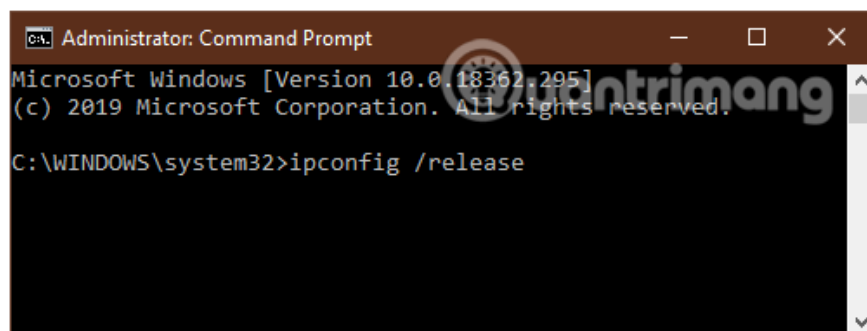 Administrator: Command Prompt
Microsoft Windows [Version 10.0.18362.295]
(c) 2019 Microsoft Corporation. All rights reserved.
uantrimang
C:\WINDOWS\system32>ipconfig /release